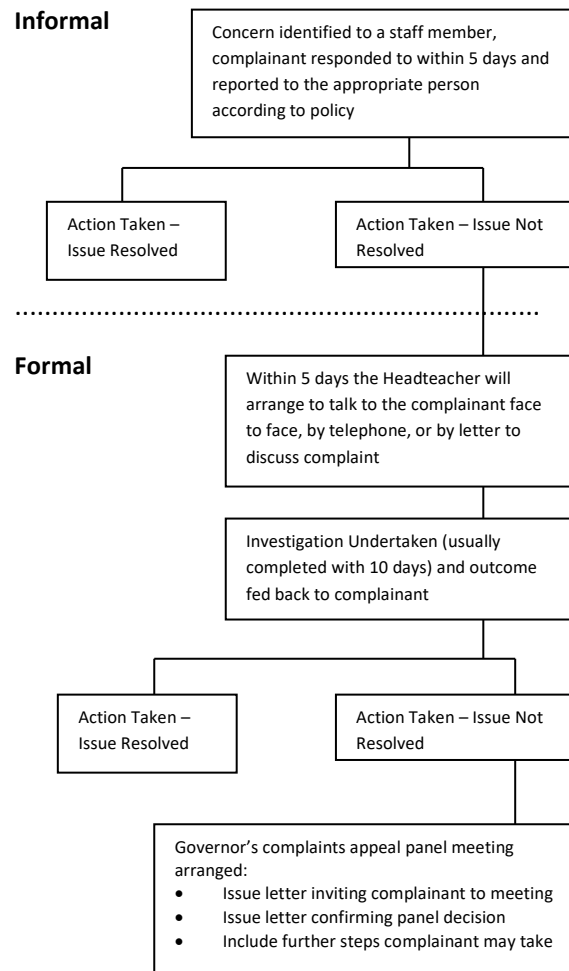 Informal
Concern identified to a staff member,
complainant responded to within 5 days and
reported to the appropriate person
according to policy
Action Taken –
Issue Resolved
Action Taken – Issue Not
Resolved
Formal
Within 5 days the Headteacher will
arrange to talk to the complainant face
to face, by telephone, or by letter to
discuss complaint
Investigation Undertaken (usually
completed with 10 days) and outcome
fed back to complainant
Action Taken –
Issue Resolved
Action Taken – Issue Not
Resolved
Governor’s complaints appeal panel meeting
arranged:
• Issue letter inviting complainant to meeting
• Issue letter confirming panel decision
• Include further steps complainant may take